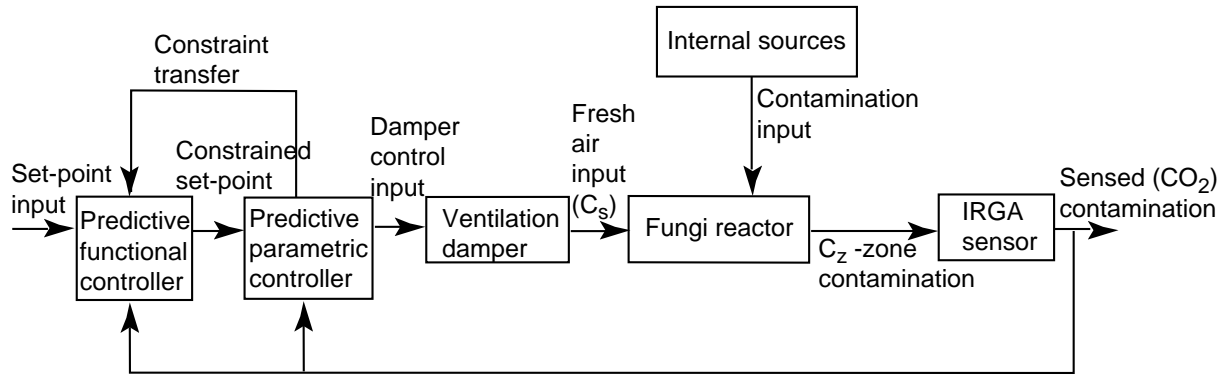 Internal sources
Constraint
transfer
Contamination
input
Damper
control
input
Fresh
air
input
(Cs)
Constrained
set-point
Set-point
input
Sensed (CO2)
contamination
Predictive
functional
controller
Predictive
parametric
controller
Ventilation
damper
Fungi reactor
IRGA
sensor
Cz -zone
contamination